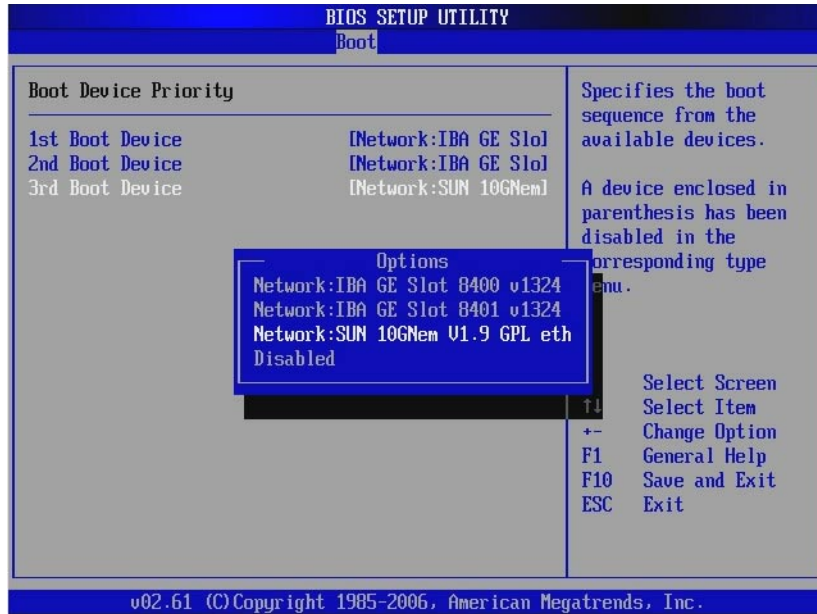 BIOS SETUP UTILITY
Boot
Boot Device Priority
1st Boot Device [Network:IBA GE Slo]
2nd Boot Device [Network:IBA GE Slo]
3rd Boot Device [Network:SUN 10GNem]
Options
Network:IBA GE Slot 8400 v1324
Network:IBA GE Slot 8401 v1324
Network:SUN 10GNem V1.9 GPL eth
Disabled
Specifies the boot
sequence from the
available devices.
A device enclosed in
parenthesis has been
disabled in the
orresponding type
enu.
Select Screen
↑↓ Select Item
+- Change Option
F1 General Help
F10 Save and Exit
ESC Exit
v02.61 (C)Copyright 1985-2006, American Megatrends, Inc.